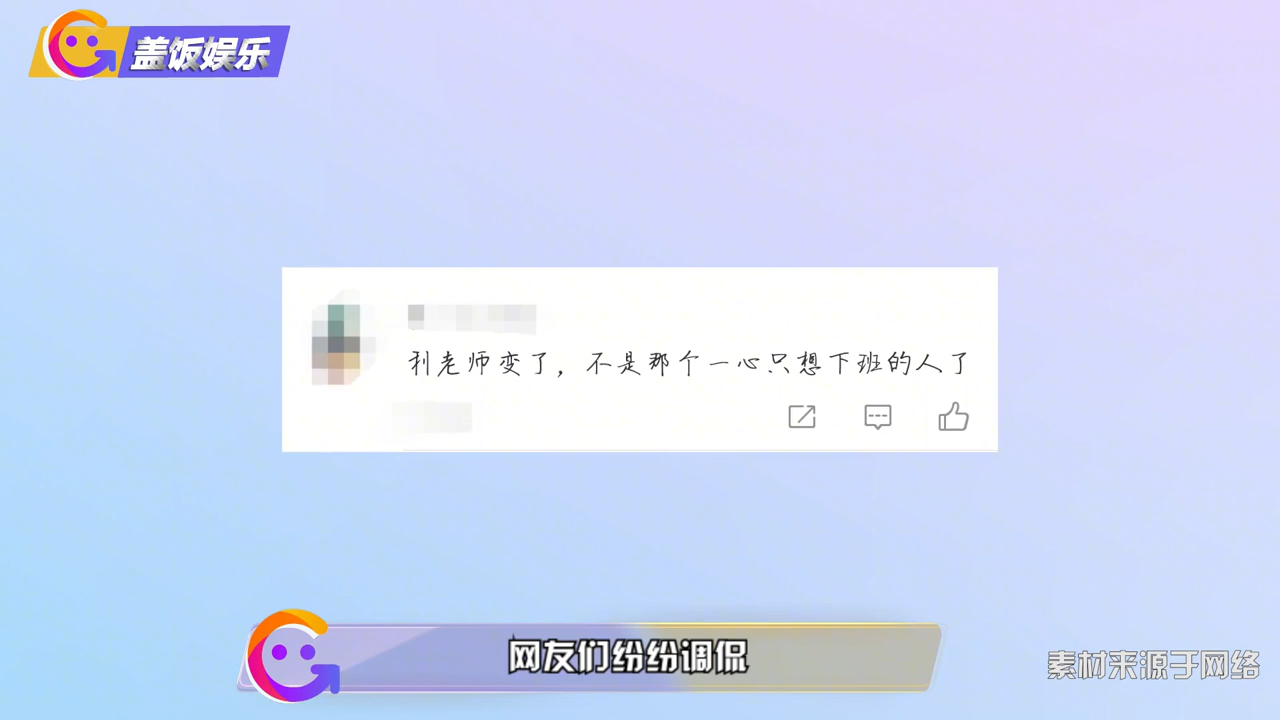 盖饭娱乐
利老师变了，不是那个一心只想下班的人了
网友们纷纷调侃
素材来源于网络